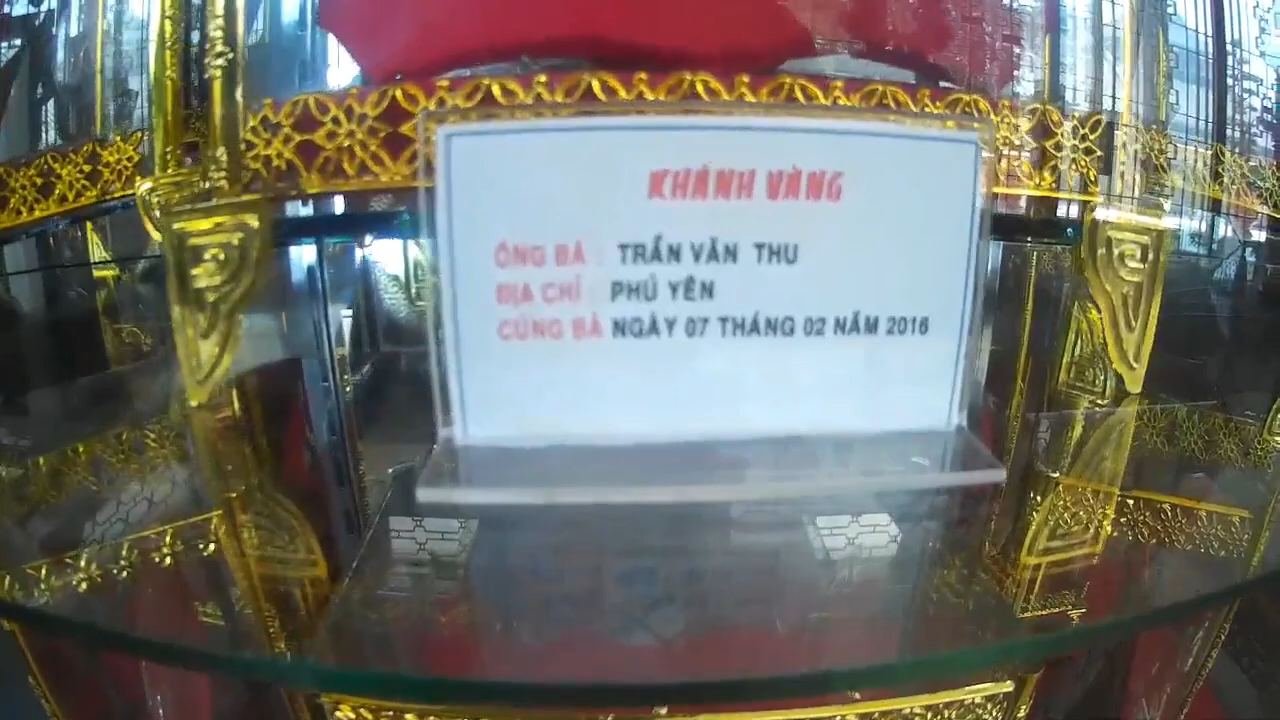 KHÁNH VÀNG
ÔNG BÀ : TRẦN VĂN THU
ĐỊA CHỈ : PHÚ YÊN
CÚNG BÀ NGÀY 07 THÁNG 02 NĂM 2016